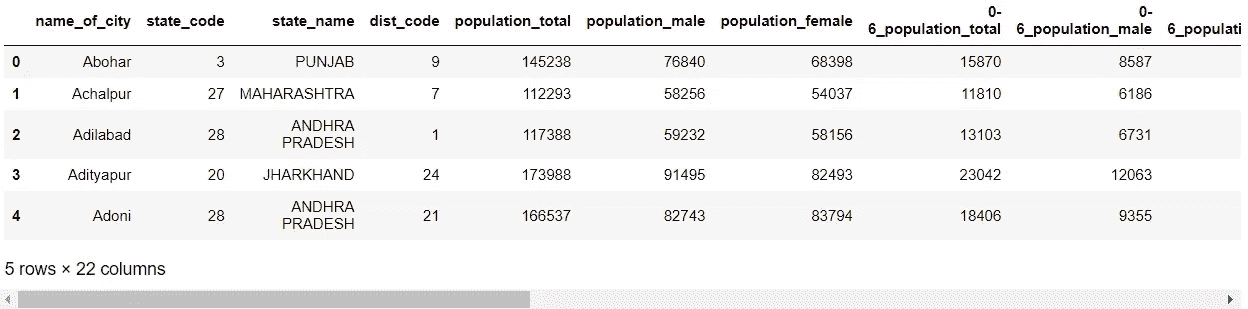 name_of_city state_code state_name dist_code population_total population_male population_female 0-6_population_total 0-6_population_male 6_populati
0 Abohar 3 PUNJAB 9 145238 76840 68398 15870 8587
1 Achalpur 27 MAHARASHTRA 7 112293 58256 54037 11810 6186
2 Adilabad 28 ANDHRA PRADESH 1 117388 59232 58156 13103 6731
3 Adityapur 20 JHARKHAND 24 173988 91495 82493 23042 12063
4 Adoni 28 ANDHRA PRADESH 21 166537 82743 83794 18406 9355
5 rows × 22 columns